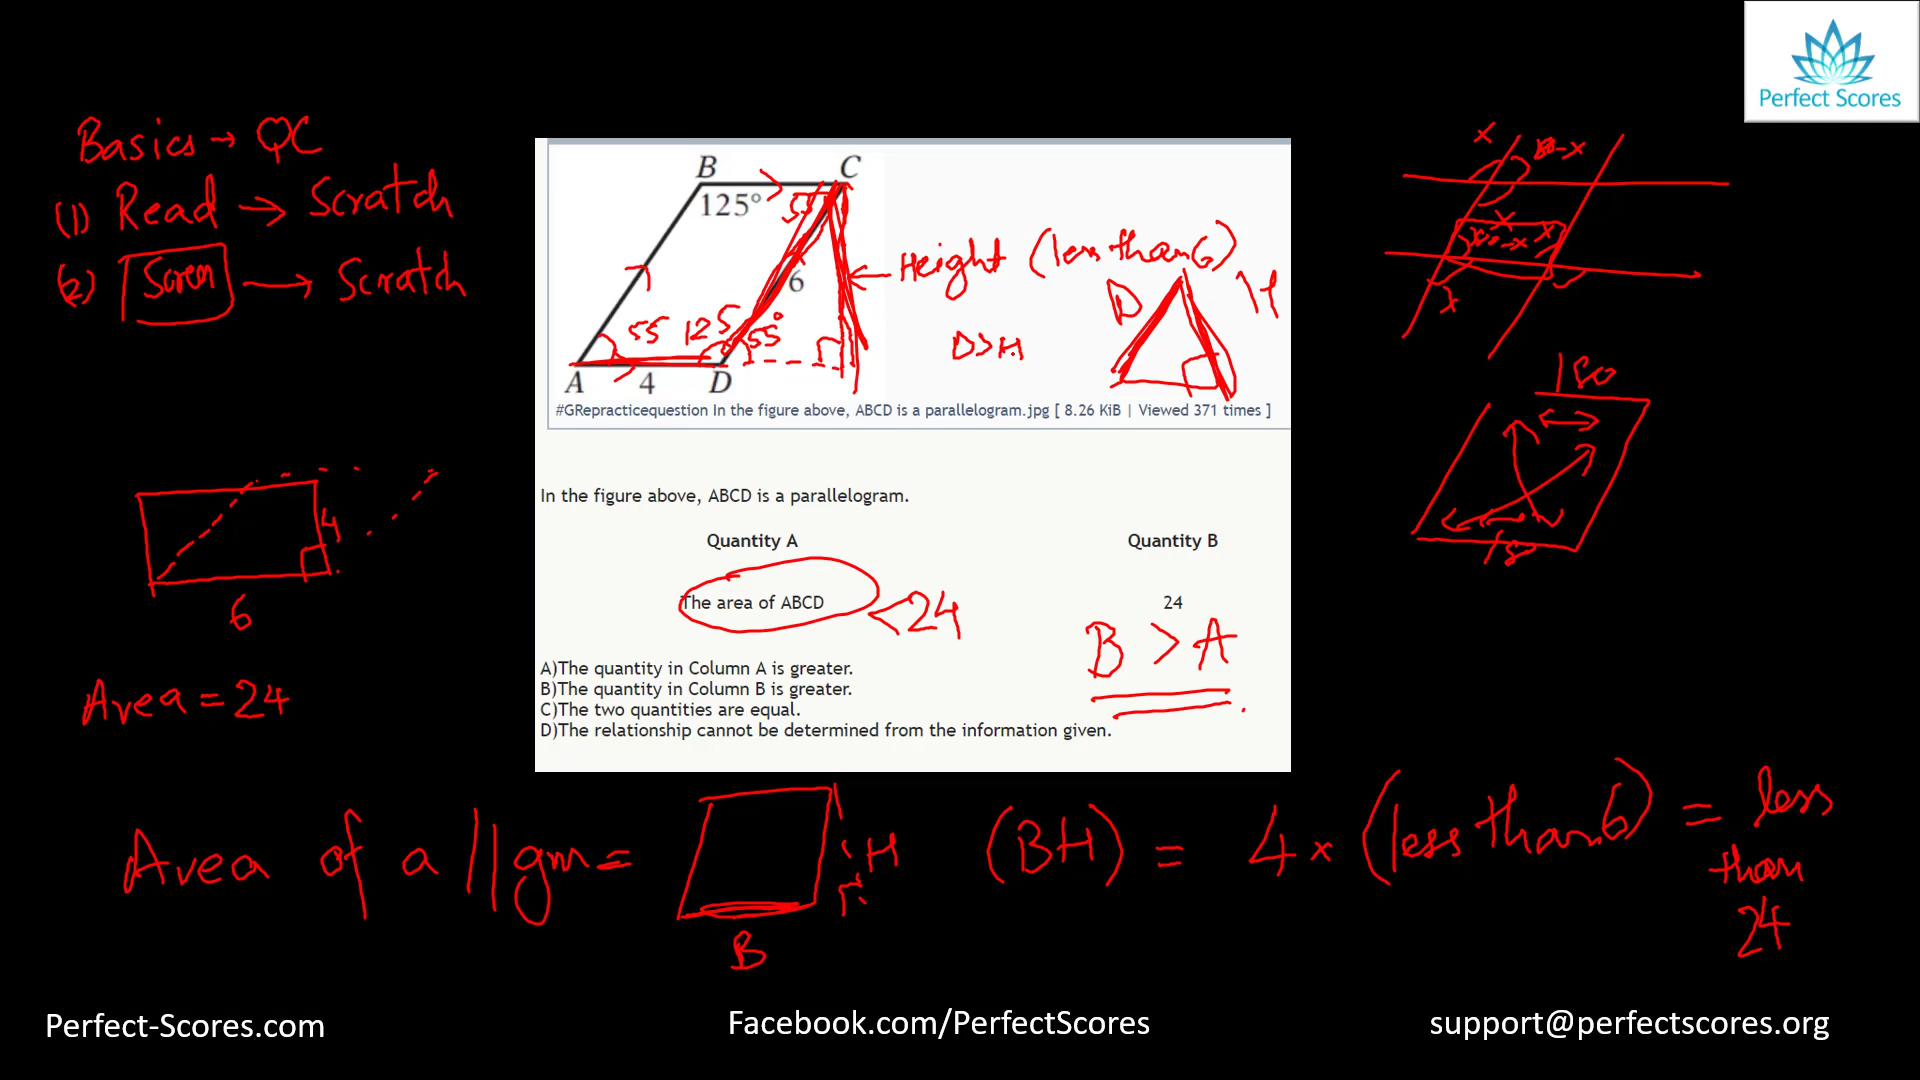 Perfect Scores
Basics → QC
(1) Read → Scratch
(2) Screen → Scratch
B C
125° 55
6
55 125 55°
A 4 D
← Height (less than 6)
D H
D>H
#GRepracticequestion In the figure above, ABCD is a parallelogram.jpg [ 8.26 KiB | Viewed 371 times ]
x
x
x
x
180
4
6
Area = 24
In the figure above, ABCD is a parallelogram.
Quantity A Quantity B
The area of ABCD 24
<24
B > A
A)The quantity in Column A is greater.
B)The quantity in Column B is greater.
C)The two quantities are equal.
D)The relationship cannot be determined from the information given.
Area of a ||gm = H (BH) = 4 x (less than 6) = less
than
24
B
Perfect-Scores.com
Facebook.com/PerfectScores
support@perfectscores.org